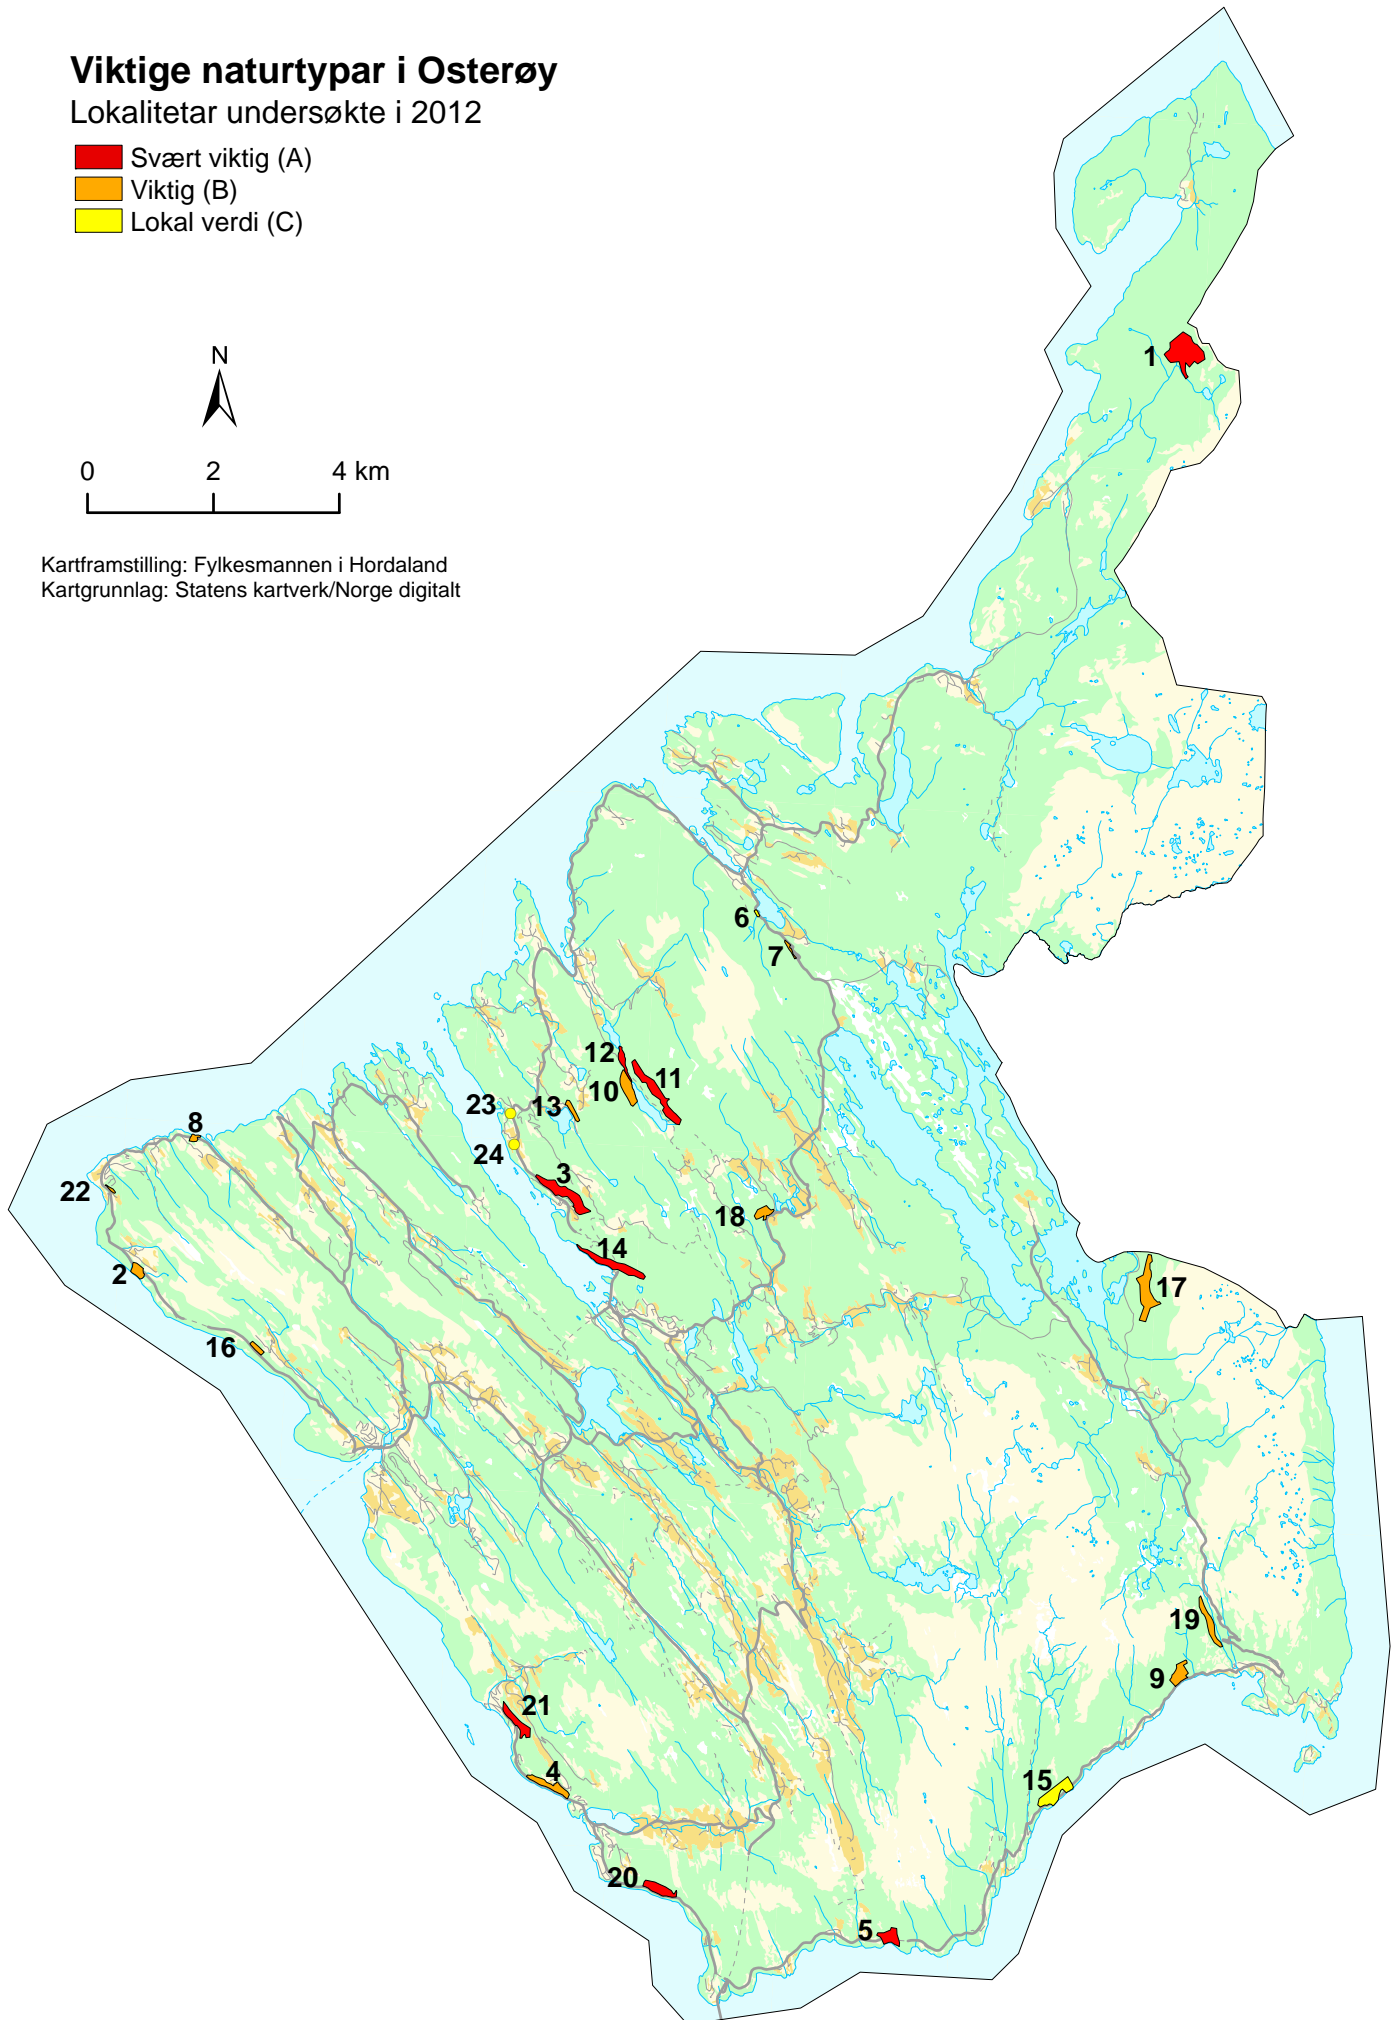 Viktige naturtypar i Osterøy
Lokalitetar undersøkte i 2012
Svært viktig (A)
Viktig (B)
Lokal verdi (C)
N
0 2 4 km
Kartframstilling: Fylkesmannen i Hordaland
Kartgrunnlag: Statens kartverk/Norge digitalt
1
6
7
12
11
10
23
13
8
24
3
22
18
14
2
17
16
19
9
21
4
15
20
5